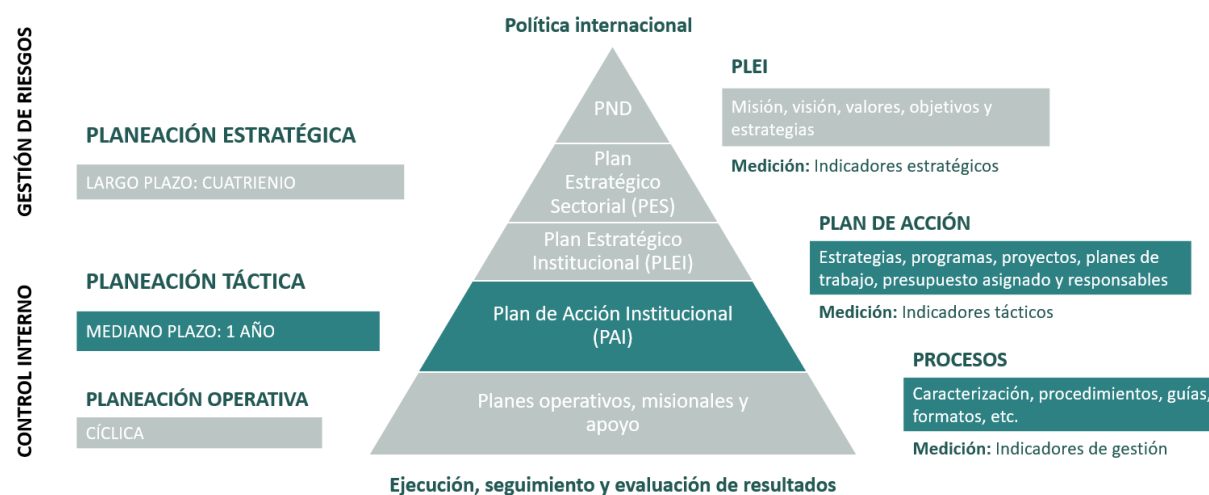 Política internacional
GESTIÓN DE RIESGOS
CONTROL INTERNO
PLANEACIÓN ESTRATÉGICA
LARGO PLAZO: CUATRIENIO
PLANEACIÓN TÁCTICA
MEDIANO PLAZO: 1 AÑO
PLANEACIÓN OPERATIVA
CÍCLICA
PND
Plan
Estratégico
Sectorial (PES)
Plan Estratégico
Institucional (PLEI)
Plan de Acción Institucional
(PAI)
Planes operativos, misionales y
apoyo
PLEI
Misión, visión, valores, objetivos y
estrategias
Medición: Indicadores estratégicos
PLAN DE ACCIÓN
Estrategias, programas, proyectos, planes de
trabajo, presupuesto asignado y responsables
Medición: Indicadores tácticos
PROCESOS
Caracterización, procedimientos, guías,
formatos, etc.
Medición: Indicadores de gestión
Ejecución, seguimiento y evaluación de resultados